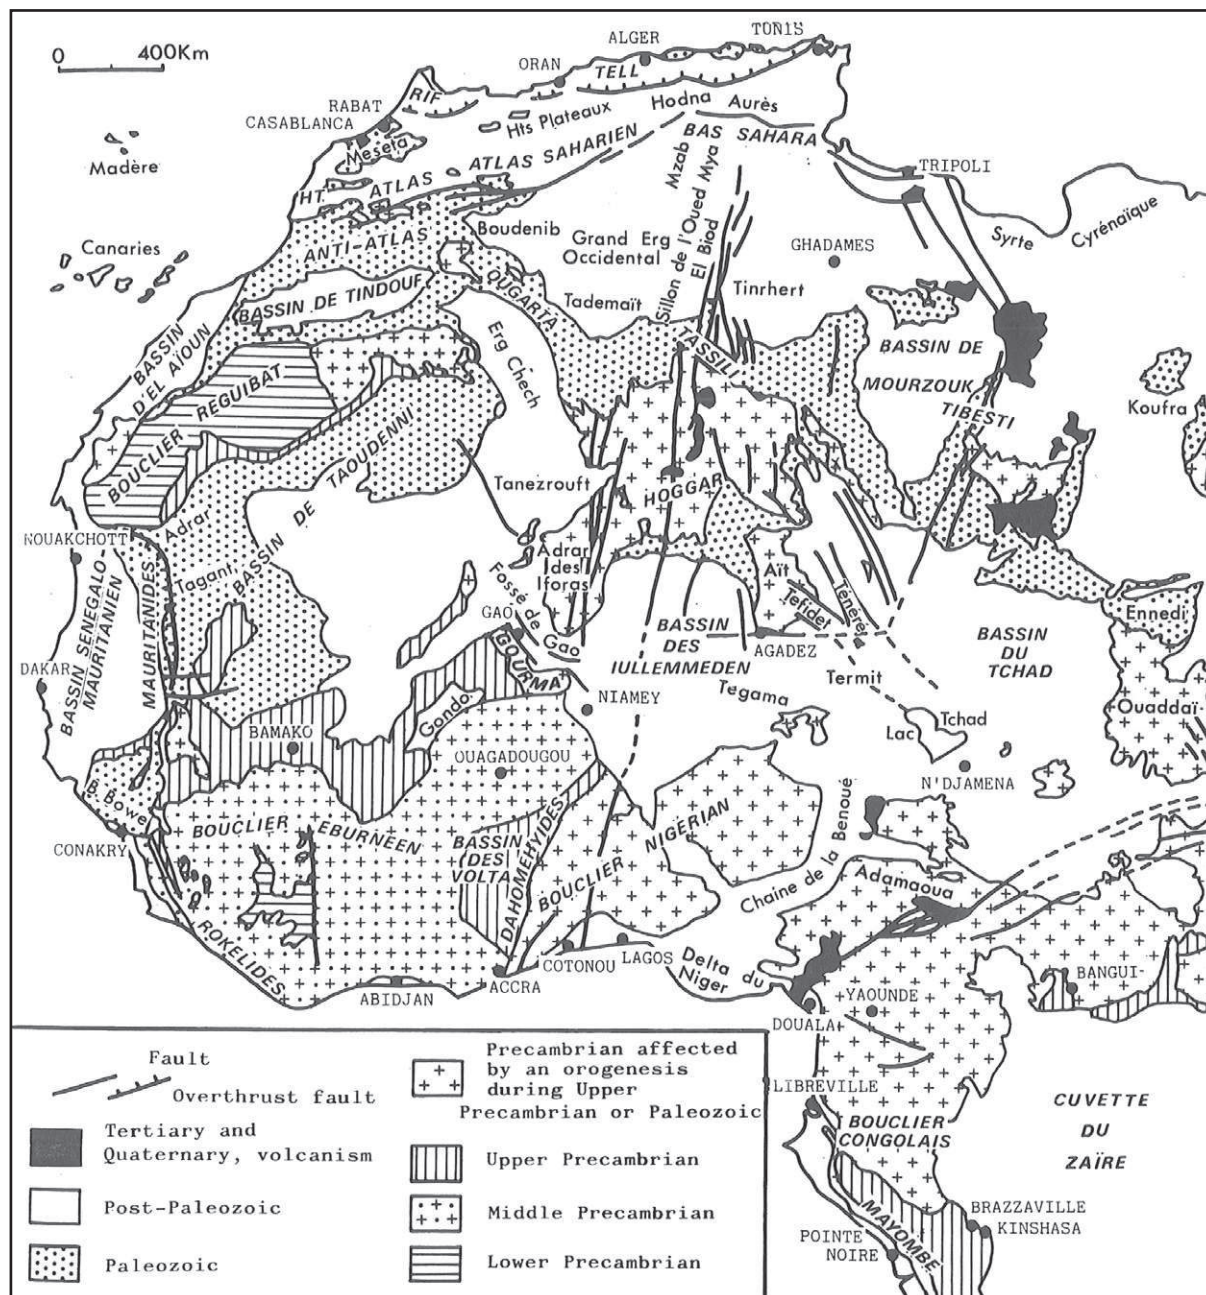 0 400Km
TONIS
ALGER
ORAN
TELL
RIF
RABAT
CASABLANCA
Meseta
Hts Plateaux
Hodna
Aurès
BAS SAHARA
Madère
HT. ATLAS
ATLAS SAHARIEN
Mzab
Sillon de l'Oued Mya
El Biod
TRIPOLI
Syrte
Cyrénaïque
Canaries
ANTI-ATLAS
Boudenib
Grand Erg
Occidental
GHADAMES
BASSIN DE TINDOUF
OUGARTA
Tademaït
Tinrhert
BASSIN
D'EL AÏOUN
Erg Chech
TASSILI
BASSIN DE
MOURZOUK
TIBESTI
Koufra
BOUCLIER REGUIBAT
BASSIN DE TAOUDENNI
Tanezrouft
HOGGAR
Adrar
NOUAKCHOTT
Tagant
Adrar
des
Iforas
Aït
Tefidet
Ténéré
Ennedi
BASSIN SENEGALO
MAURITANIEN
MAURITANIDES
Fossé de
Gao
GAO
GOURMA
BASSIN
DES
IULLEMMEDEN
AGADEZ
BASSIN
DU
TCHAD
DAKAR
NIAMEY
Tegama
Termit
Ouaddaï
Gondo
BAMAKO
OUAGADOUGOU
Lac
Tchad
N'DJAMENA
B. Bowe
CONAKRY
BOUCLIER EBURNEEN
BASSIN
DES
VOLTA
DAHOMEYIDES
BOUCLIER NIGERIAN
Chaine de la Benoué
Adamaoua
ROKELIDES
ABIDJAN
ACCRA
COTONOU
LAGOS
Delta du
Niger
BANGUI-
YAOUNDE
DOUALA
LIBREVILLE
BOUCLIER
CONGOLAIS
CUVETTE
DU
ZAÏRE
MAYOMBE
BRAZZAVILLE
KINSHASA
POINTE
NOIRE
Fault
Overthrust fault
Tertiary and
Quaternary, volcanism
Post-Paleozoic
Paleozoic
Precambrian affected
by an orogenesis
during Upper
Precambrian or Paleozoic
Upper Precambrian
Middle Precambrian
Lower Precambrian